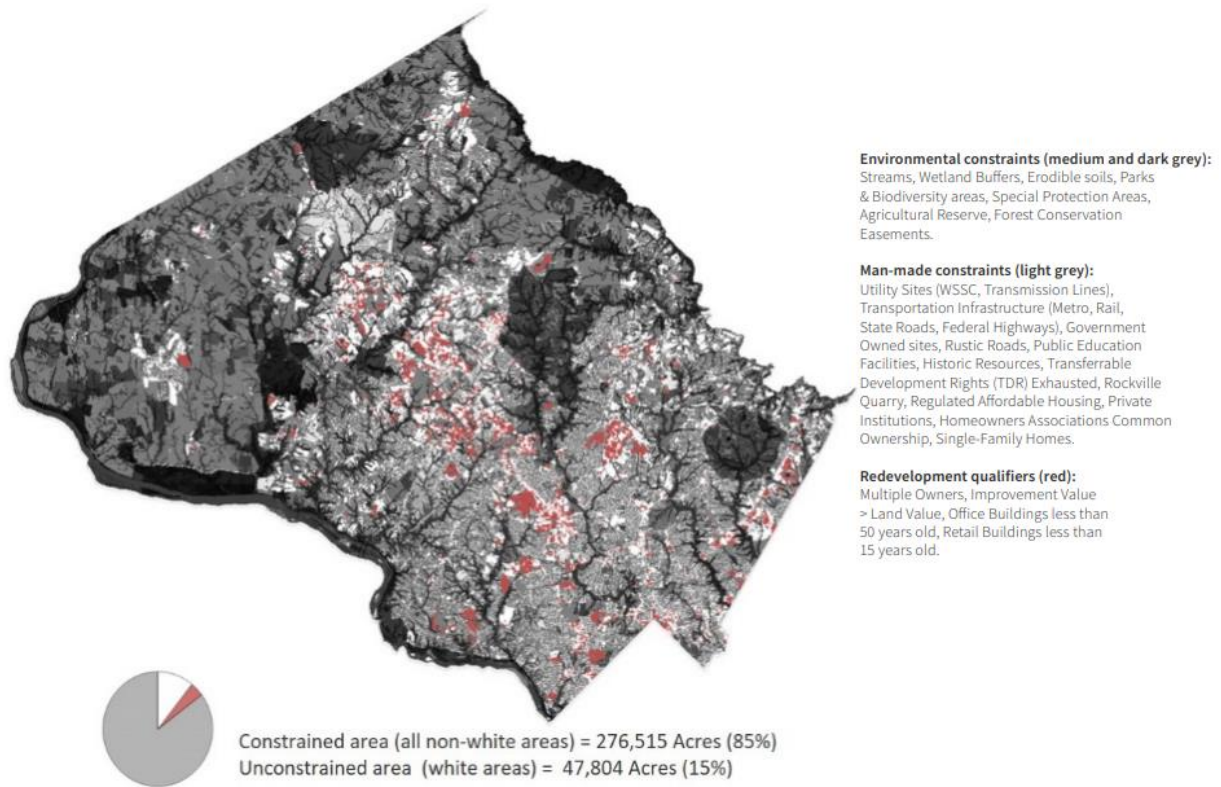 Environmental constraints (medium and dark grey):
Streams, Wetland Buffers, Erodible soils, Parks
& Biodiversity areas, Special Protection Areas,
Agricultural Reserve, Forest Conservation
Easements.
Man-made constraints (light grey):
Utility Sites (WSSC, Transmission Lines),
Transportation Infrastructure (Metro, Rail,
State Roads, Federal Highways), Government
Owned sites, Rustic Roads, Public Education
Facilities, Historic Resources, Transferrable
Development Rights (TDR) Exhausted, Rockville
Quarry, Regulated Affordable Housing, Private
Institutions, Homeowners Associations Common
Ownership, Single-Family Homes.
Redevelopment qualifiers (red):
Multiple Owners, Improvement Value
> Land Value, Office Buildings less than
50 years old, Retail Buildings less than
15 years old.
Constrained area (all non-white areas) = 276,515 Acres (85%)
Unconstrained area (white areas) = 47,804 Acres (15%)